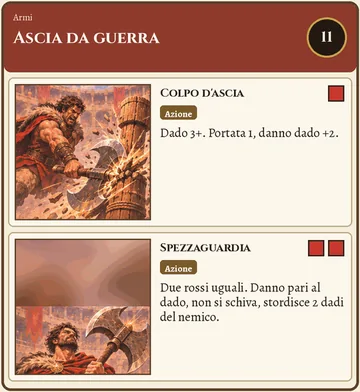 Armi
Ascia da guerra
11
Colpo d'ascia
Azione
Dado 3+. Portata 1, danno dado +2.
Spezzaguardia
Azione
Due rossi uguali. Danno pari al
dado, non si schiva, stordisce 2 dadi
del nemico.